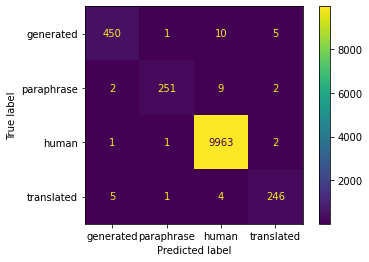 generated 450 1 10 5
paraphrase 2 251 9 2
human 1 1 9963 2
translated 5 1 4 246
generated paraphrase human translated
Predicted label
True label
8000
6000
4000
2000